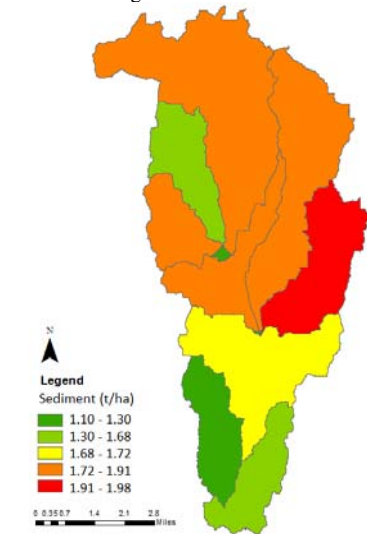 N
Legend
Sediment (t/ha)
1.10 - 1.30
1.30 - 1.68
1.68 - 1.72
1.72 - 1.91
1.91 - 1.98
0 0.35 0.7 1.4 2.1 2.8
Miles